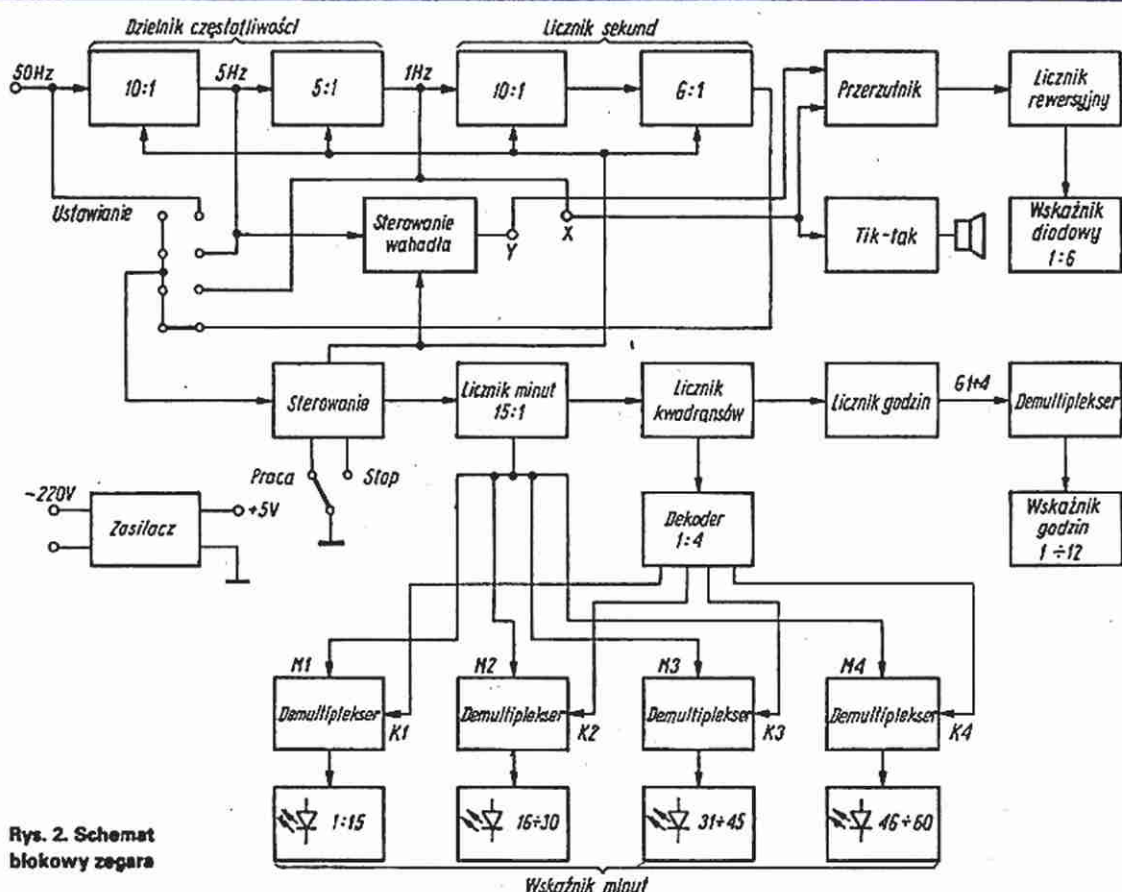 Dzielnik częstotliwości
Licznik sekund
50Hz
10:1
5Hz
5:1
1Hz
10:1
6:1
Przerzutnik
Licznik
rewersyjny
Ustawianie
Sterowanie
wahadła
Y
X
Tik-tak
Wskaźnik
diodowy
1÷6
Sterowanie
Licznik minut
15:1
Licznik
kwadransów
Licznik godzin
G1÷4
Demultiplekser
Praca
Stop
~220V
Zasilacz
+5V
Dekoder
1:4
Wskaźnik
godzin
1÷12
M1
Demultiplekser
K1
M2
Demultiplekser
K2
M3
Demultiplekser
K3
M4
Demultiplekser
K4
1÷15
16÷30
31÷45
46÷60
Wskaźnik minut
Rys. 2. Schemat
blokowy zegara